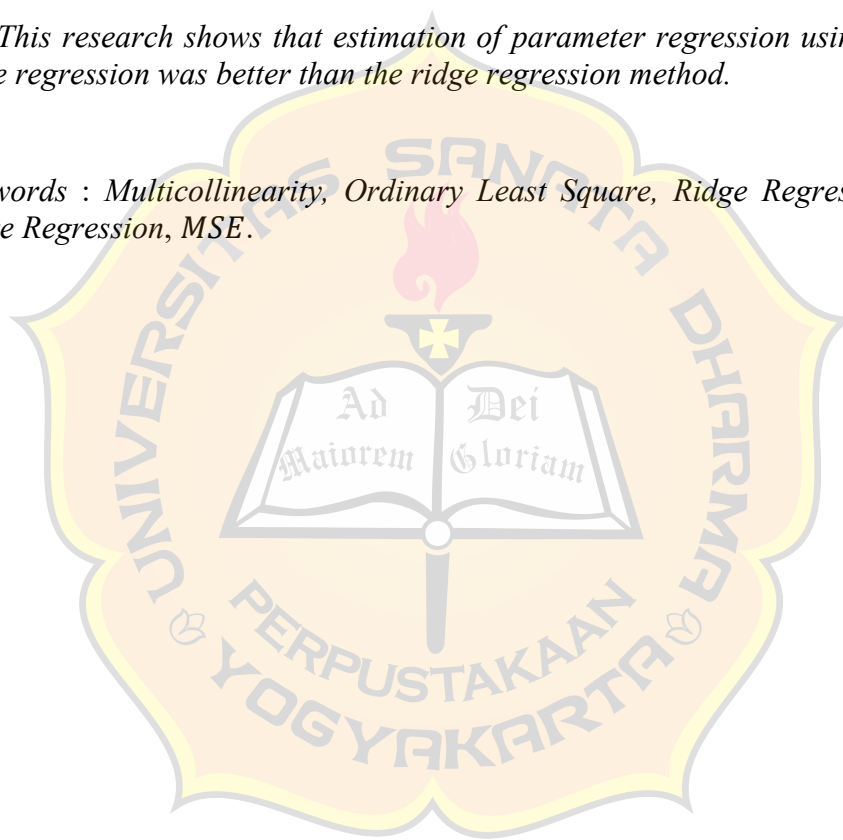 This research shows that estimation of parameter regression usin
e regression was better than the ridge regression method.
words : Multicollinearity, Ordinary Least Square, Ridge Regres
e Regression, MSE.
UNIVERSITAS SANATA DHARMA
Ad Dei
Maiorem Gloriam
PERPUSTAKAAN
YOGYAKARTA